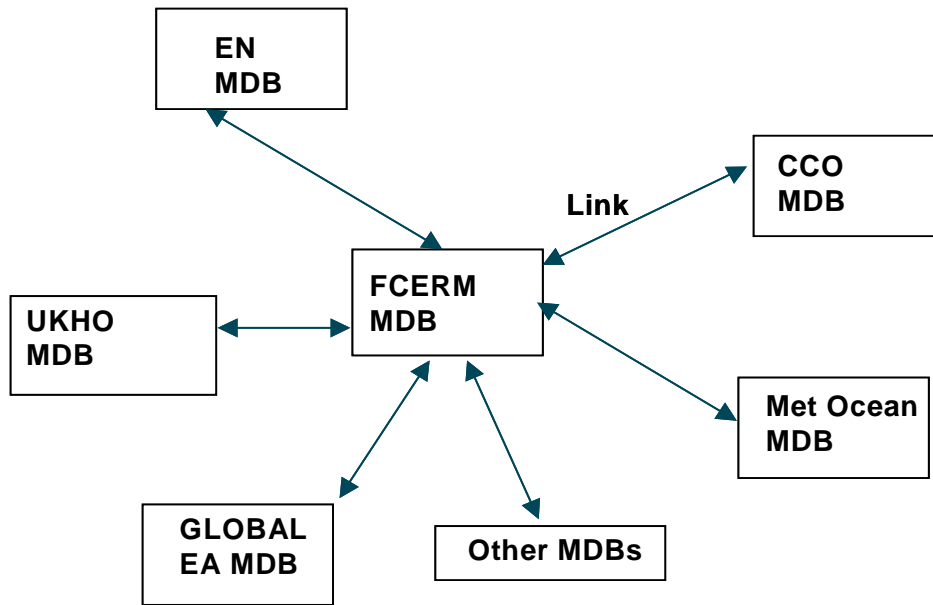 EN
MDB
CCO
MDB
Link
FCERM
MDB
UKHO
MDB
Met Ocean
MDB
GLOBAL
EA MDB
Other MDBs